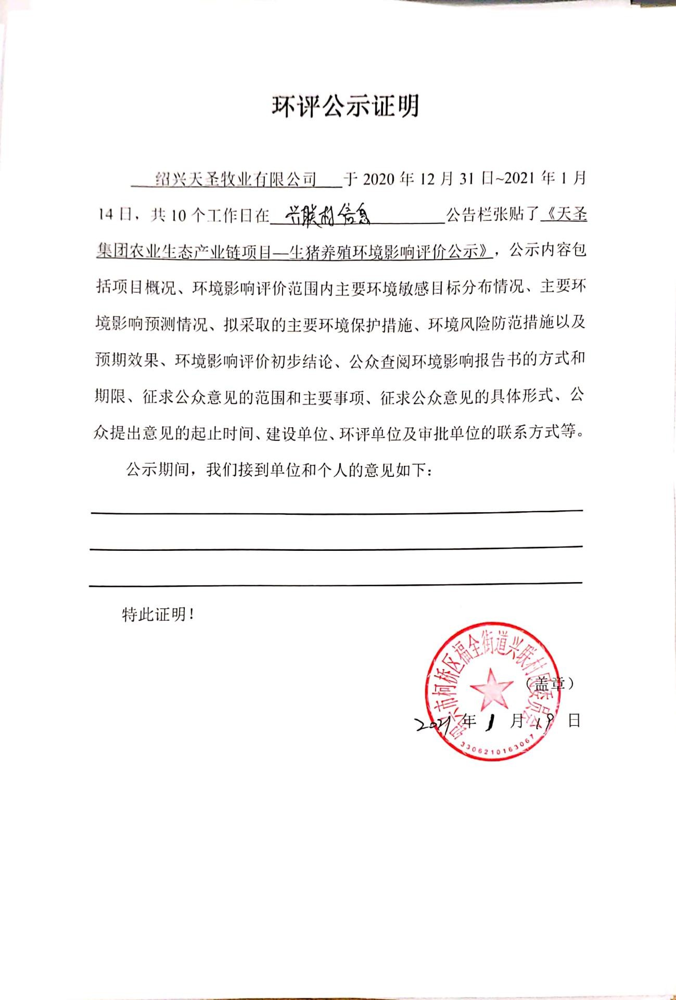 环评公示证明
绍兴天圣牧业有限公司 于 2020 年 12 月 31 日~2021 年 1 月
14 日，共 10 个工作日在 兴联村信息 公告栏张贴了《天圣
集团农业生态产业链项目—生猪养殖环境影响评价公示》，公示内容包
括项目概况、环境影响评价范围内主要环境敏感目标分布情况、主要环
境影响预测情况、拟采取的主要环境保护措施、环境风险防范措施以及
预期效果、环境影响评价初步结论、公众查阅环境影响报告书的方式和
期限、征求公众意见的范围和主要事项、征求公众意见的具体形式、公
众提出意见的起止时间、建设单位、环评单位及审批单位的联系方式等。
公示期间，我们接到单位和个人的意见如下：
特此证明！
绍兴市柯桥区福全街道兴联村民委员会
（盖章）
2021 年 1 月 19 日
3306210163067